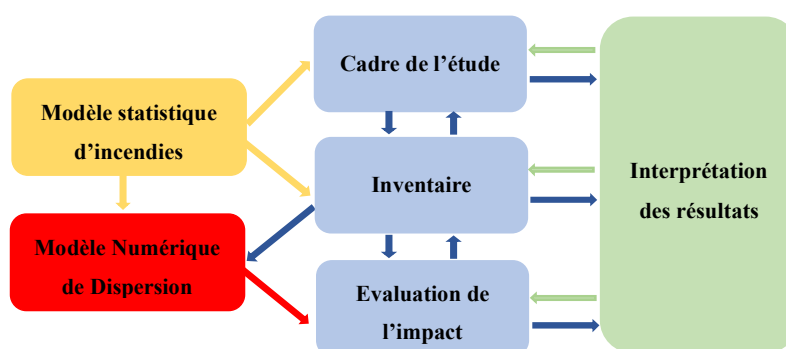 Cadre de l’étude
Modèle statistique
d’incendies
Inventaire
Interprétation
des résultats
Modèle Numérique
de Dispersion
Evaluation de
l’impact